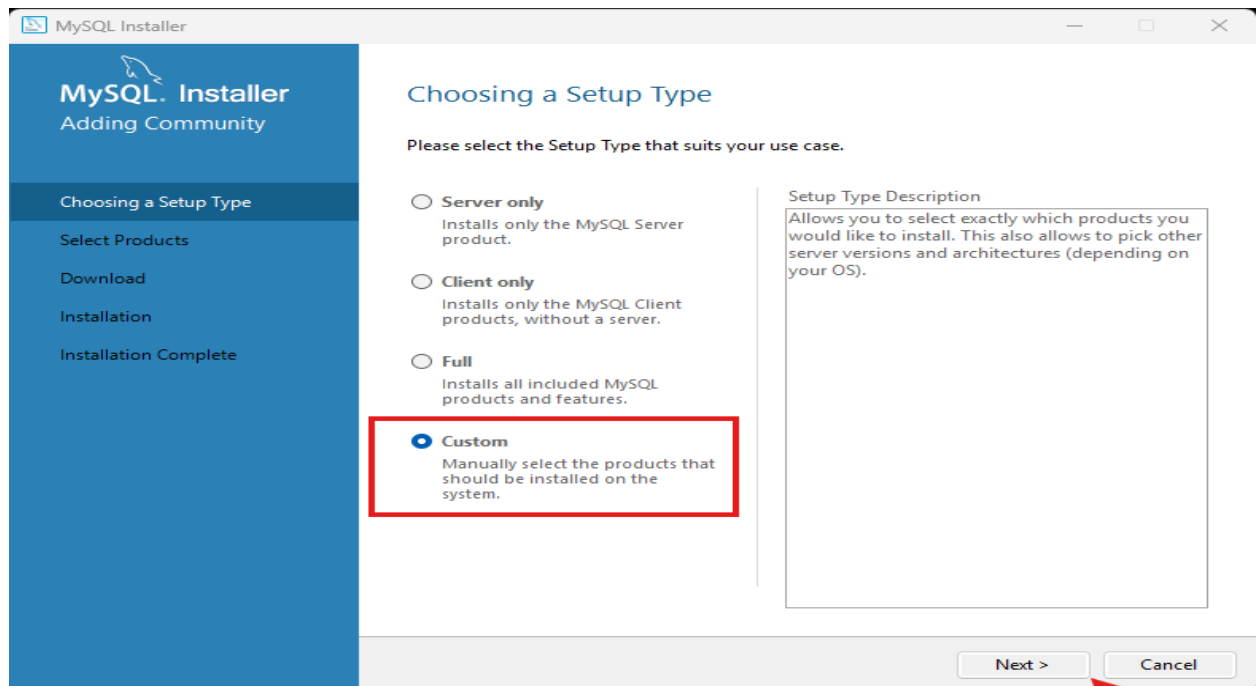 MySQL Installer
MySQL. Installer
Adding Community
Choosing a Setup Type
Select Products
Download
Installation
Installation Complete
Choosing a Setup Type
Please select the Setup Type that suits your use case.
Server only
Installs only the MySQL Server
product.
Client only
Installs only the MySQL Client
products, without a server.
Full
Installs all included MySQL
products and features.
Custom
Manually select the products that
should be installed on the
system.
Setup Type Description
Allows you to select exactly which products you
would like to install. This also allows to pick other
server versions and architectures (depending on
your OS).
Next >
Cancel